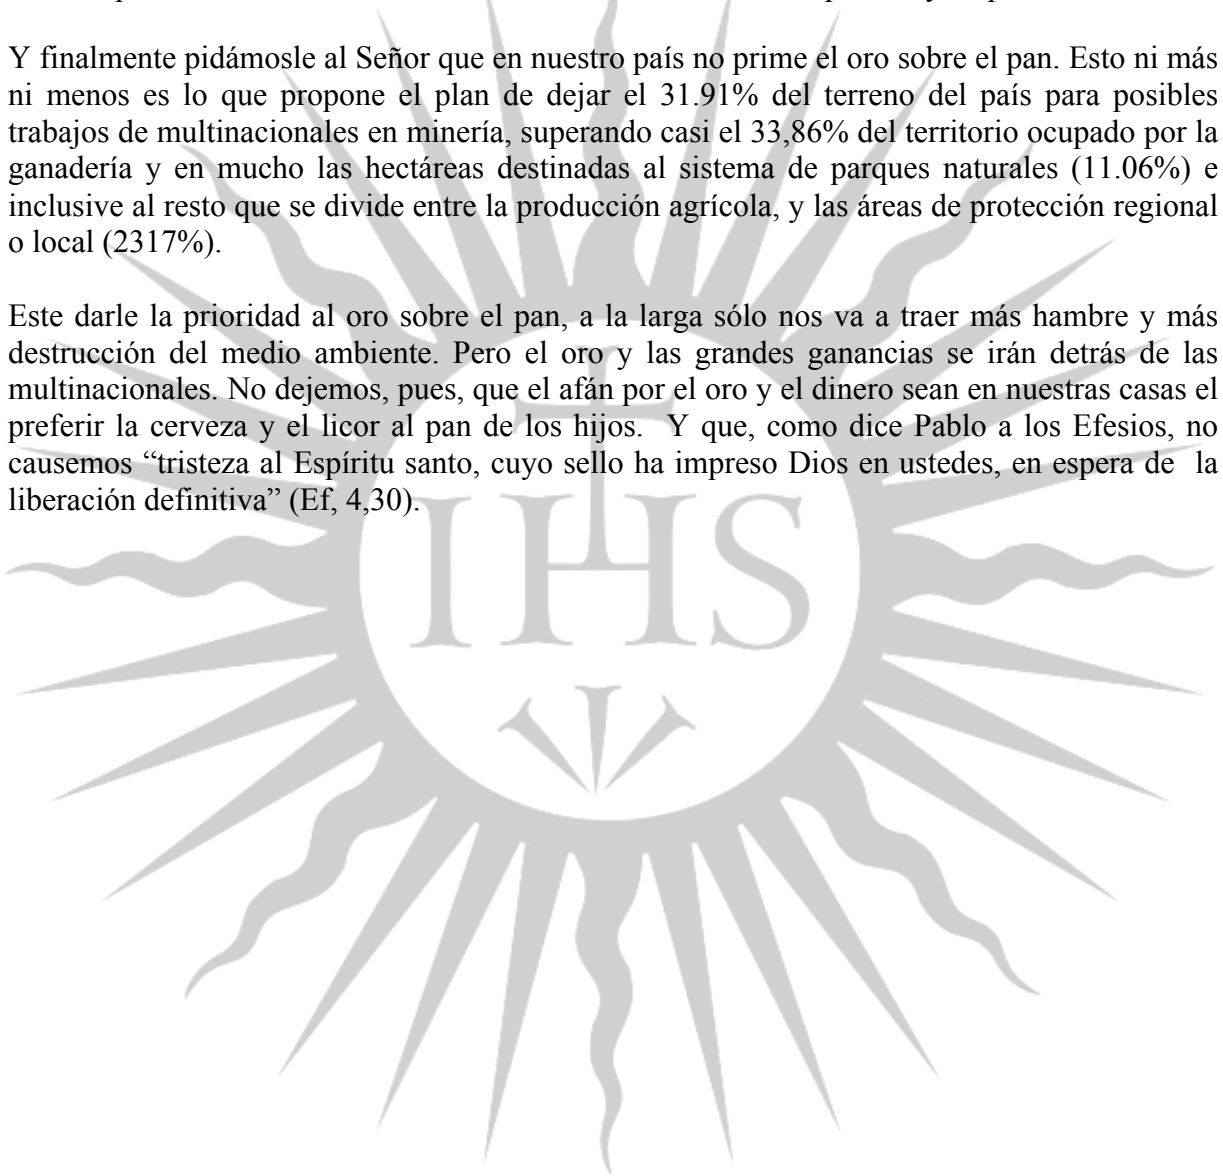 Y finalmente pidámosle al Señor que en nuestro país no prime el oro sobre el pan. Esto ni más
ni menos es lo que propone el plan de dejar el 31.91% del terreno del país para posibles
trabajos de multinacionales en minería, superando casi el 33,86% del territorio ocupado por la
ganadería y en mucho las hectáreas destinadas al sistema de parques naturales (11.06%) e
inclusive al resto que se divide entre la producción agrícola, y las áreas de protección regional
o local (2317%).
Este darle la prioridad al oro sobre el pan, a la larga sólo nos va a traer más hambre y más
destrucción del medio ambiente. Pero el oro y las grandes ganancias se irán detrás de las
multinacionales. No dejemos, pues, que el afán por el oro y el dinero sean en nuestras casas el
preferir la cerveza y el licor al pan de los hijos. Y que, como dice Pablo a los Efesios, no
causemos “tristeza al Espíritu santo, cuyo sello ha impreso Dios en ustedes, en espera de la
liberación definitiva” (Ef, 4,30).
IHS